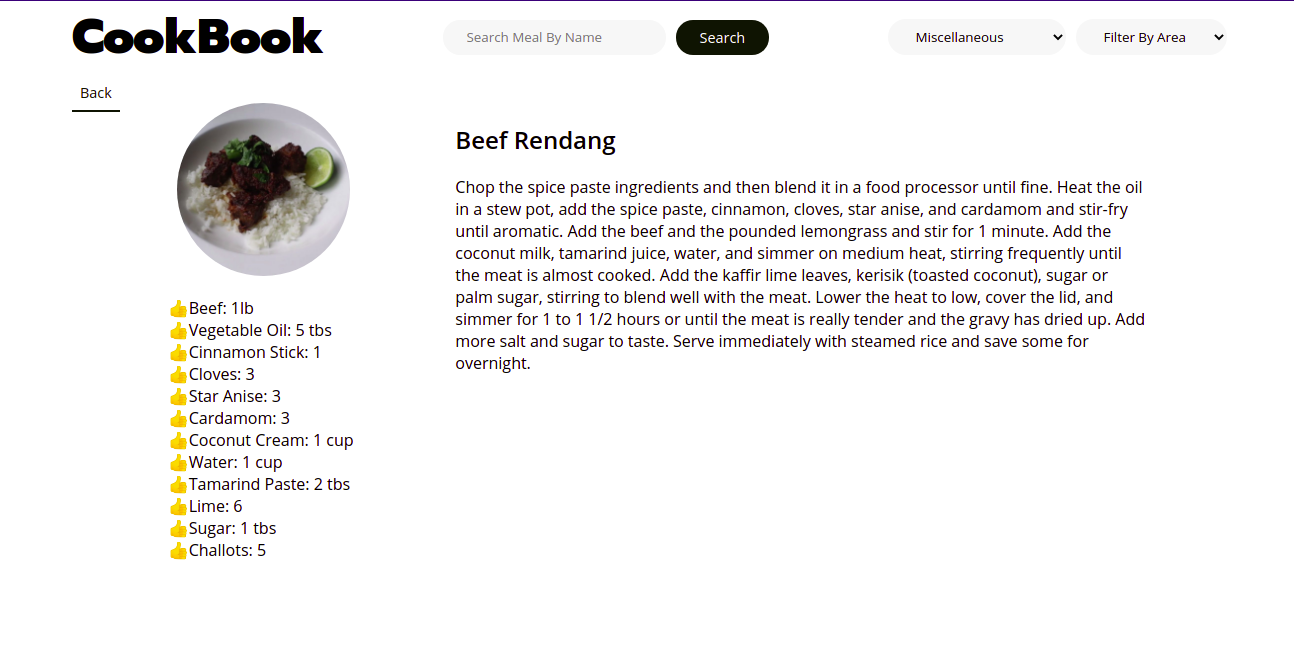 CookBook
Search Meal By Name
Search
Miscellaneous
Filter By Area
Back
Beef Rendang
Chop the spice paste ingredients and then blend it in a food processor until fine. Heat the oil
in a stew pot, add the spice paste, cinnamon, cloves, star anise, and cardamom and stir-fry
until aromatic. Add the beef and the pounded lemongrass and stir for 1 minute. Add the
coconut milk, tamarind juice, water, and simmer on medium heat, stirring frequently until
the meat is almost cooked. Add the kaffir lime leaves, kerisik (toasted coconut), sugar or
palm sugar, stirring to blend well with the meat. Lower the heat to low, cover the lid, and
simmer for 1 to 1 1/2 hours or until the meat is really tender and the gravy has dried up. Add
more salt and sugar to taste. Serve immediately with steamed rice and save some for
overnight.
👍Beef: 1lb
👍Vegetable Oil: 5 tbs
👍Cinnamon Stick: 1
👍Cloves: 3
👍Star Anise: 3
👍Cardamom: 3
👍Coconut Cream: 1 cup
👍Water: 1 cup
👍Tamarind Paste: 2 tbs
👍Lime: 6
👍Sugar: 1 tbs
👍Challots: 5